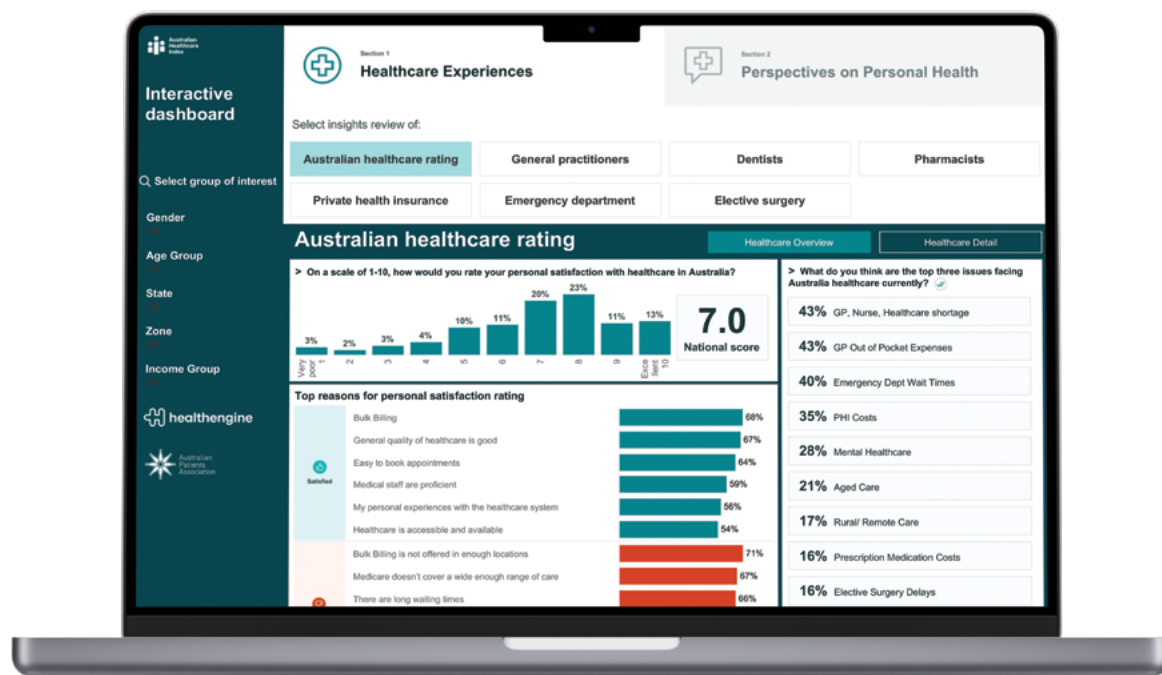 Australian
Healthcare
Index
Interactive
dashboard
Select group of interest
Gender
Age Group
State
Zone
Income Group
healthengine
Australian
Patients
Association
Section 1
Healthcare Experiences
Section 2
Perspectives on Personal Health
Select insights review of:
Australian healthcare rating
General practitioners
Dentists
Pharmacists
Private health insurance
Emergency department
Elective surgery
Australian healthcare rating
Healthcare Overview
Healthcare Detail
> On a scale of 1-10, how would you rate your personal satisfaction with healthcare in Australia?
3%
2%
3%
4%
10%
11%
20%
23%
11%
13%
Very
poor
1
2
3
4
5
6
7
8
9
Exce
llent
10
7.0
National score
Top reasons for personal satisfaction rating
Satisfied
Bulk Billing 68%
General quality of healthcare is good 67%
Easy to book appointments 64%
Medical staff are proficient 59%
My personal experiences with the healthcare system 56%
Healthcare is accessible and available 54%
Bulk Billing is not offered in enough locations 71%
Medicare doesn't cover a wide enough range of care 67%
There are long waiting times 66%
> What do you think are the top three issues facing
Australia healthcare currently?
43% GP, Nurse, Healthcare shortage
43% GP Out of Pocket Expenses
40% Emergency Dept Wait Times
35% PHI Costs
28% Mental Healthcare
21% Aged Care
17% Rural/ Remote Care
16% Prescription Medication Costs
16% Elective Surgery Delays